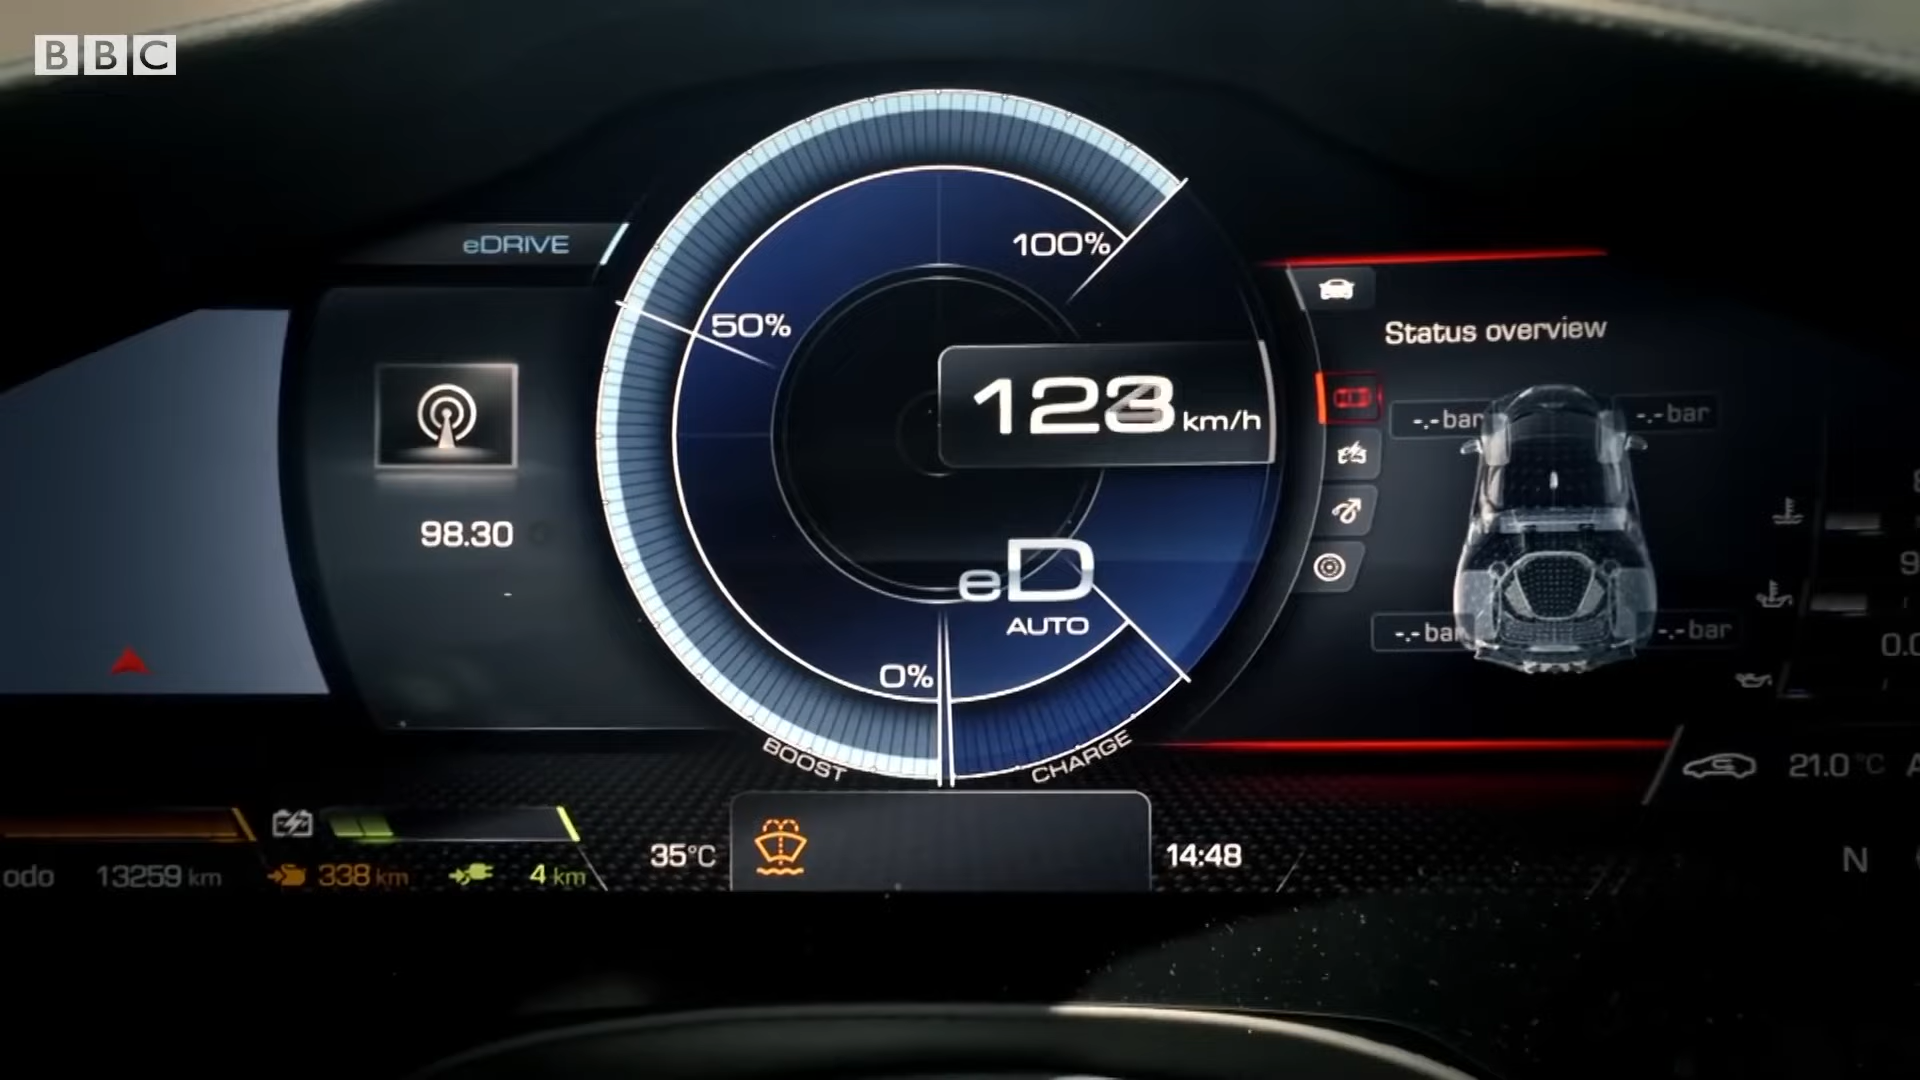 BBC
eDRIVE
100%
50%
Status overview
123 km/h
-.- bar
-.- bar
98.30
-
eD
AUTO
-.- bar
-.- bar
0%
BOOST
CHARGE
21.0 °C
35°C
14:48
N
odo 13259 km
338 km
4 km